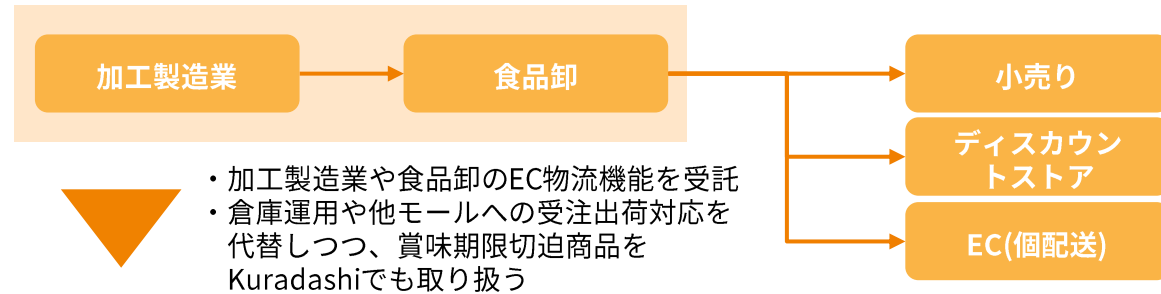 加工製造業
食品卸
小売り
ディスカウン
トストア
EC(個配送)
・加工製造業や食品卸のEC物流機能を受託
・倉庫運用や他モールへの受注出荷対応を
代替しつつ、賞味期限切迫商品を
Kuradashiでも取り扱う